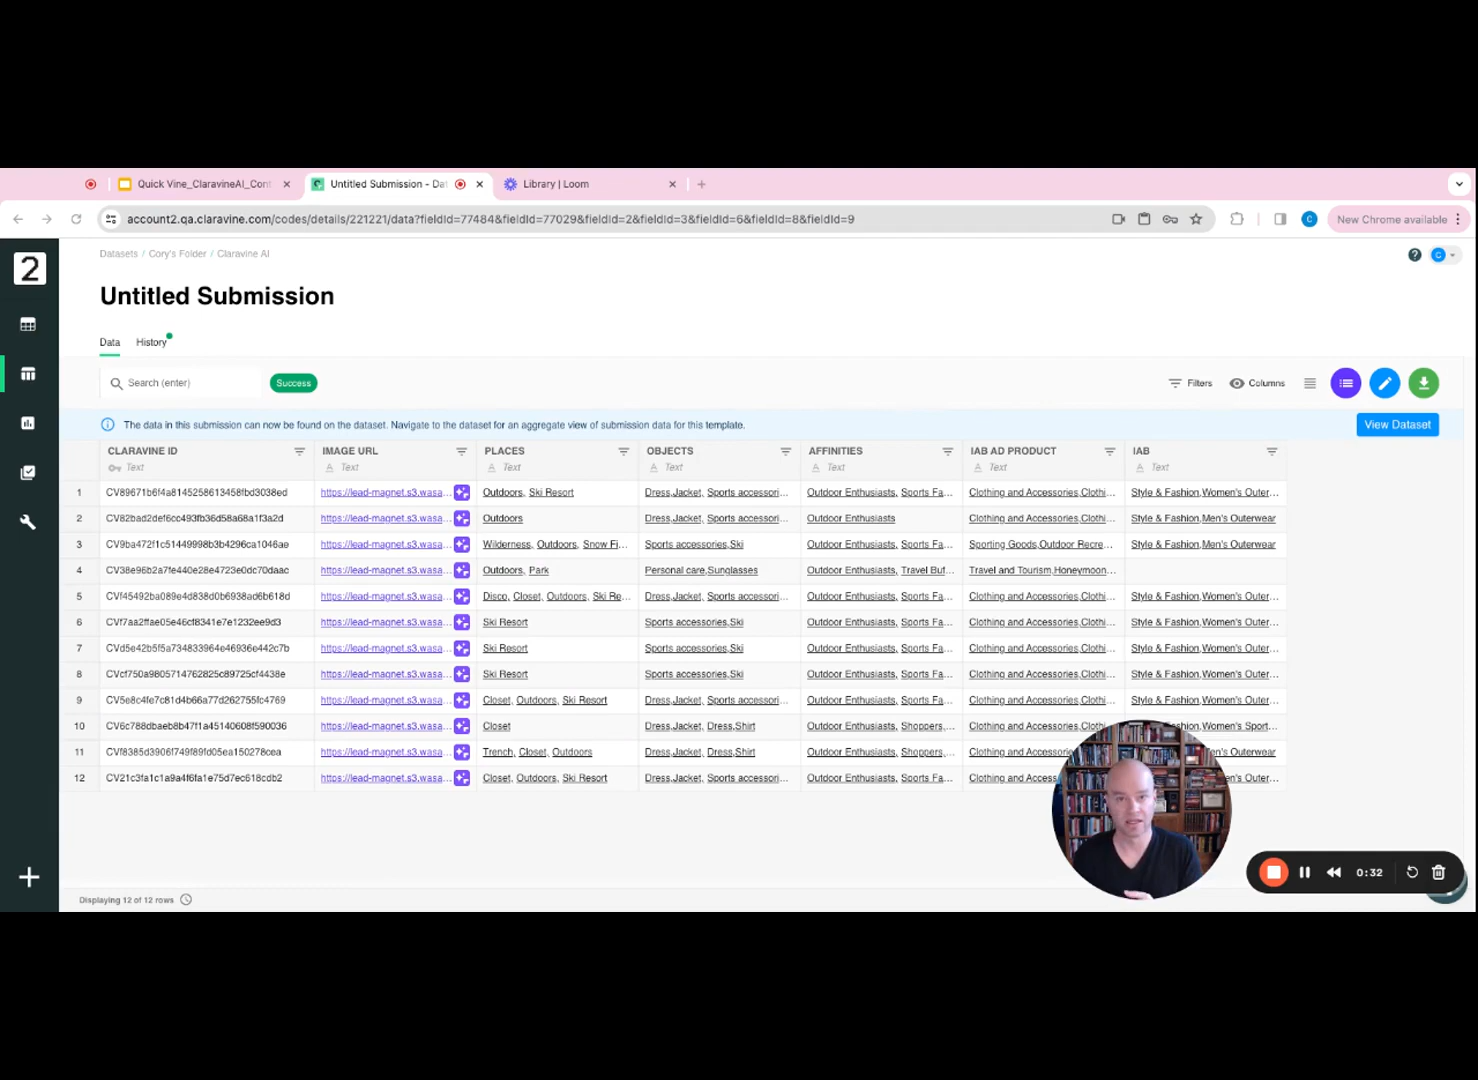 Quick Vine_ClaravineAI_Cont
Untitled Submission - Dat
Library | Loom
account2.qa.claravine.com/codes/details/221221/data?fieldId=77484&fieldId=77029&fieldId=2&fieldId=3&fieldId=6&fieldId=8&fieldId=9
New Chrome available
2
Datasets / Cory's Folder / Claravine AI
? C
Untitled Submission
Data History
Search (enter) Success Filters Columns
The data in this submission can now be found on the dataset. Navigate to the dataset for an aggregate view of submission data for this template. View Dataset
CLARAVINE ID IMAGE URL PLACES OBJECTS AFFINITIES IAB AD PRODUCT IAB
Text Text Text Text Text Text Text
1 CV89671b6f4a8145258613458fbd3038ed https://lead-magnet.s3.wasa... Outdoors, Ski Resort Dress,Jacket, Sports accessori... Outdoor Enthusiasts, Sports Fa... Clothing and Accessories,Clothi... Style & Fashion,Women's Outer...
2 CV82bad2def6cc493fb36d58a68a1f3a2d https://lead-magnet.s3.wasa... Outdoors Dress,Jacket, Sports accessori... Outdoor Enthusiasts Clothing and Accessories,Clothi... Style & Fashion,Men's Outerwear
3 CV9ba472f1c51449998b3b4296ca1046ae https://lead-magnet.s3.wasa... Wilderness, Outdoors, Snow Fi... Sports accessories,Ski Outdoor Enthusiasts, Sports Fa... Sporting Goods,Outdoor Recre... Style & Fashion,Men's Outerwear
4 CV38e96b2a7fe440e28e4723e0dc70daac https://lead-magnet.s3.wasa... Outdoors, Park Personal care,Sunglasses Outdoor Enthusiasts, Travel Buf... Travel and Tourism,Honeymoon...
5 CVf45492ba089e4d838d0b6938ad6b618d https://lead-magnet.s3.wasa... Disco, Closet, Outdoors, Ski Re... Dress,Jacket, Sports accessori... Outdoor Enthusiasts, Sports Fa... Clothing and Accessories,Clothi... Style & Fashion,Women's Outer...
6 CVf7aa2ffae05e46cf8341e7e1232ee9d3 https://lead-magnet.s3.wasa... Ski Resort Sports accessories,Ski Outdoor Enthusiasts, Sports Fa... Clothing and Accessories,Clothi... Style & Fashion,Women's Outer...
7 CVd5e42b5f5a734833964e46936e442c7b https://lead-magnet.s3.wasa... Ski Resort Sports accessories,Ski Outdoor Enthusiasts, Sports Fa... Clothing and Accessories,Clothi... Style & Fashion,Women's Outer...
8 CVcf750a9805714762825c89725cf4438e https://lead-magnet.s3.wasa... Ski Resort Sports accessories,Ski Outdoor Enthusiasts, Sports Fa... Clothing and Accessories,Clothi... Style & Fashion,Women's Outer...
9 CV5e8c4fe7c81d4b66a77d262755fc4769 https://lead-magnet.s3.wasa... Closet, Outdoors, Ski Resort Dress,Jacket, Sports accessori... Outdoor Enthusiasts, Sports Fa... Clothing and Accessories,Clothi... Style & Fashion,Women's Outer...
10 CV6c788dbaeb8b47f1a45140608f590036 https://lead-magnet.s3.wasa... Closet Dress,Jacket, Dress,Shirt Outdoor Enthusiasts, Shoppers,... Clothing and Accessories,Clothi... shion,Women's Sport...
11 CVf8385d3906f749f89fd05ea150278cea https://lead-magnet.s3.wasa... Trench, Closet, Outdoors Dress,Jacket, Dress,Shirt Outdoor Enthusiasts, Shoppers,... Clothing and Accessories en's Outerwear
12 CV21c3fa1c1a9a4f6fa1e75d7ec618cdb2 https://lead-magnet.s3.wasa... Closet, Outdoors, Ski Resort Dress,Jacket, Sports accessori... Outdoor Enthusiasts, Sports Fa... Clothing and Access en's Outer...
0:32
Displaying 12 of 12 rows